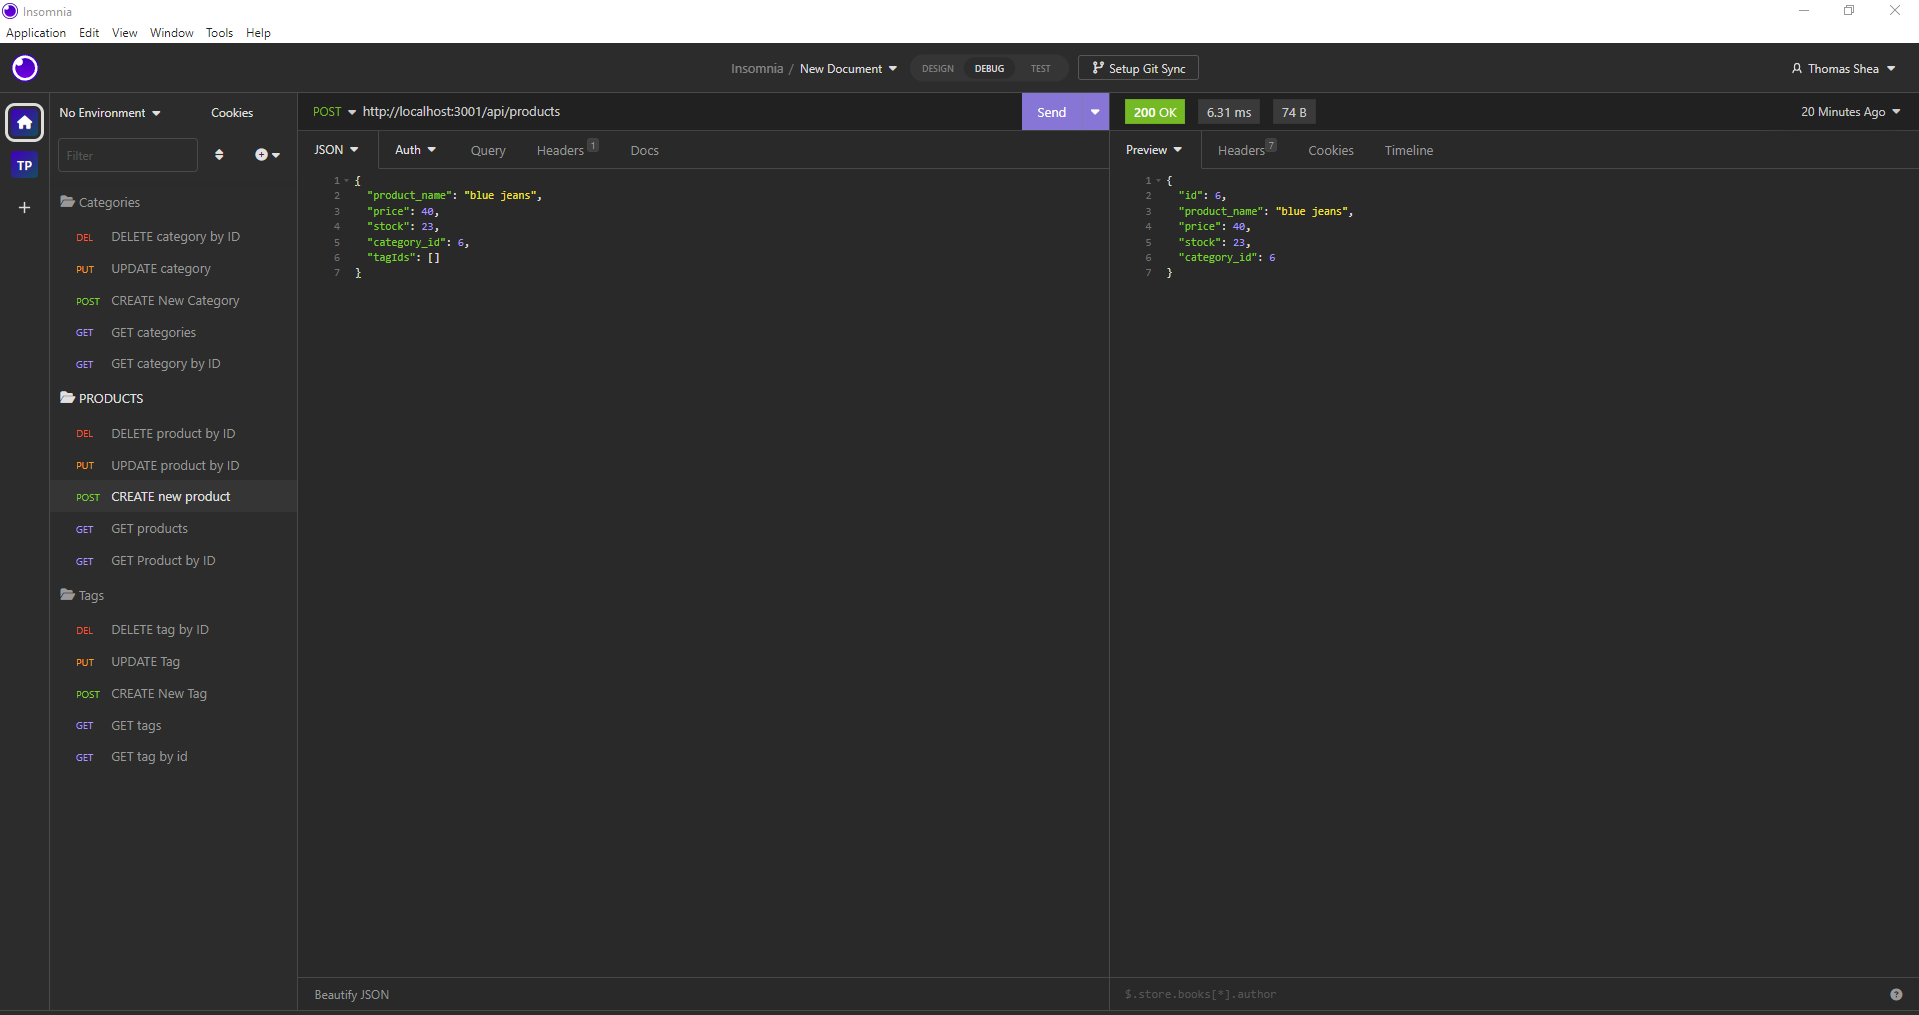 Insomnia
Application Edit View Window Tools Help
Insomnia / New Document DESIGN DEBUG TEST Setup Git Sync Thomas Shea
No Environment Cookies
Filter
TP
Categories
DEL DELETE category by ID
PUT UPDATE category
POST CREATE New Category
GET GET categories
GET GET category by ID
PRODUCTS
DEL DELETE product by ID
PUT UPDATE product by ID
POST CREATE new product
GET GET products
GET GET Product by ID
Tags
DEL DELETE tag by ID
PUT UPDATE Tag
POST CREATE New Tag
GET GET tags
GET GET tag by id
POST http://localhost:3001/api/products Send
JSON Auth Query Headers 1 Docs
1 {
2 "product_name": "blue jeans",
3 "price": 40,
4 "stock": 23,
5 "category_id": 6,
6 "tagIds": []
7 }
Beautify JSON
200 OK 6.31 ms 74 B 20 Minutes Ago
Preview Headers 7 Cookies Timeline
1 {
2 "id": 6,
3 "product_name": "blue jeans",
4 "price": 40,
5 "stock": 23,
6 "category_id": 6
7 }
$.store.books[*].author